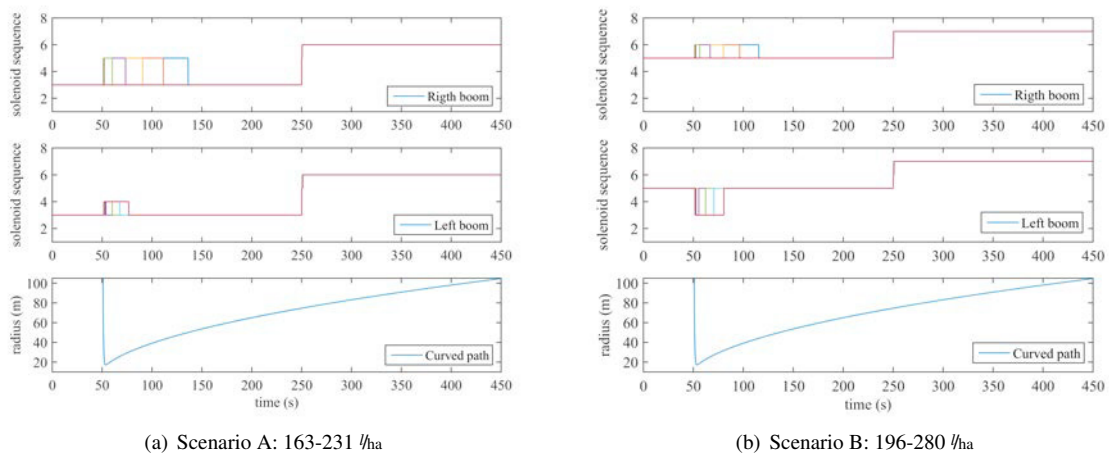 solenoid sequence
8
6
4
2
Rigth boom
0 50 100 150 200 250 300 350 400 450
solenoid sequence
8
6
4
2
Left boom
0 50 100 150 200 250 300 350 400 450
radius (m)
100
80
60
40
20
Curved path
0 50 100 150 200 250 300 350 400 450
time (s)
(a) Scenario A: 163-231 l/ha
solenoid sequence
8
6
4
2
Rigth boom
0 50 100 150 200 250 300 350 400 450
solenoid sequence
8
6
4
2
Left boom
0 50 100 150 200 250 300 350 400 450
radius (m)
100
80
60
40
20
Curved path
0 50 100 150 200 250 300 350 400 450
time (s)
(b) Scenario B: 196-280 l/ha